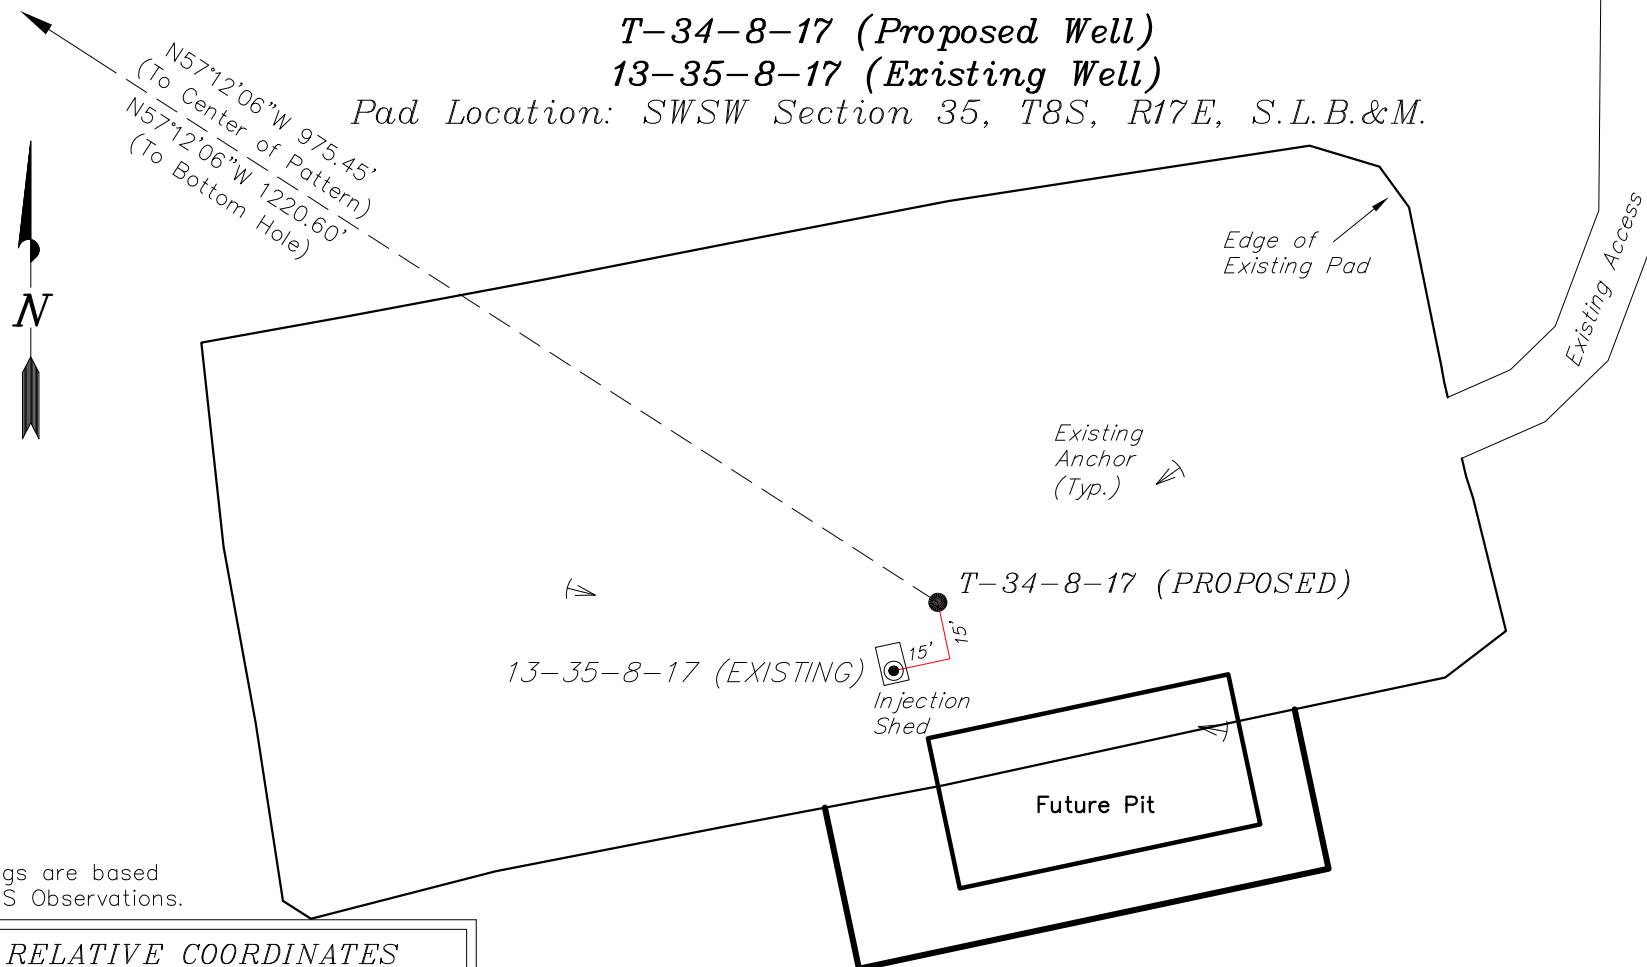 T-34-8-17 (Proposed Well)
13-35-8-17 (Existing Well)
Pad Location: SWSW Section 35, T8S, R17E, S.L.B.&M.
N57°12'06"W 975.45'
(To Center of Pattern)
N57°12'06"W 1220.60'
(To Bottom Hole)
N
Edge of
Existing Pad
Existing Access
Existing
Anchor
(Typ.)
T-34-8-17 (PROPOSED)
15'
15'
13-35-8-17 (EXISTING)
Injection
Shed
Future Pit
gs are based
S Observations.
RELATIVE COORDINATES